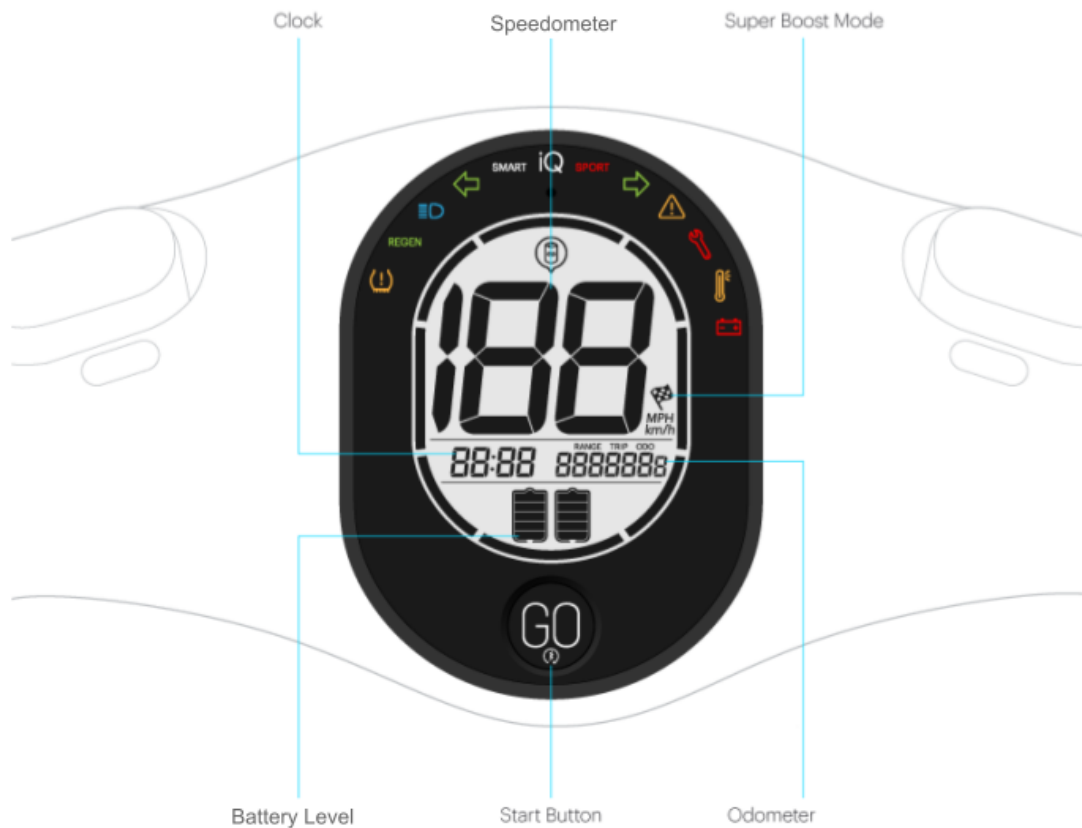 Clock
Speedometer
Super Boost Mode
SMART iQ SPORT
REGEN
188
MPH
km/h
RANGE TRIP ODO
88:88 8888888
GO
Battery Level
Start Button
Odometer